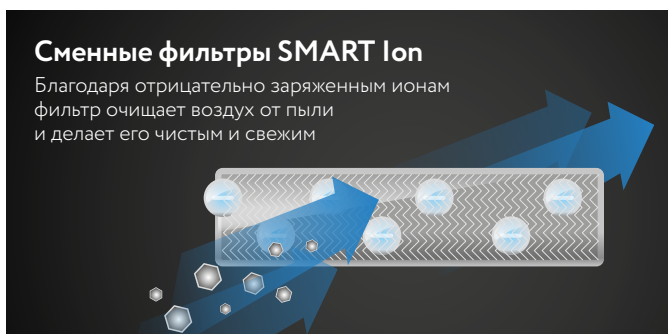 Сменные фильтры SMART Ion
Благодаря отрицательно заряженным ионам
фильтр очищает воздух от пыли
и делает его чистым и свежим